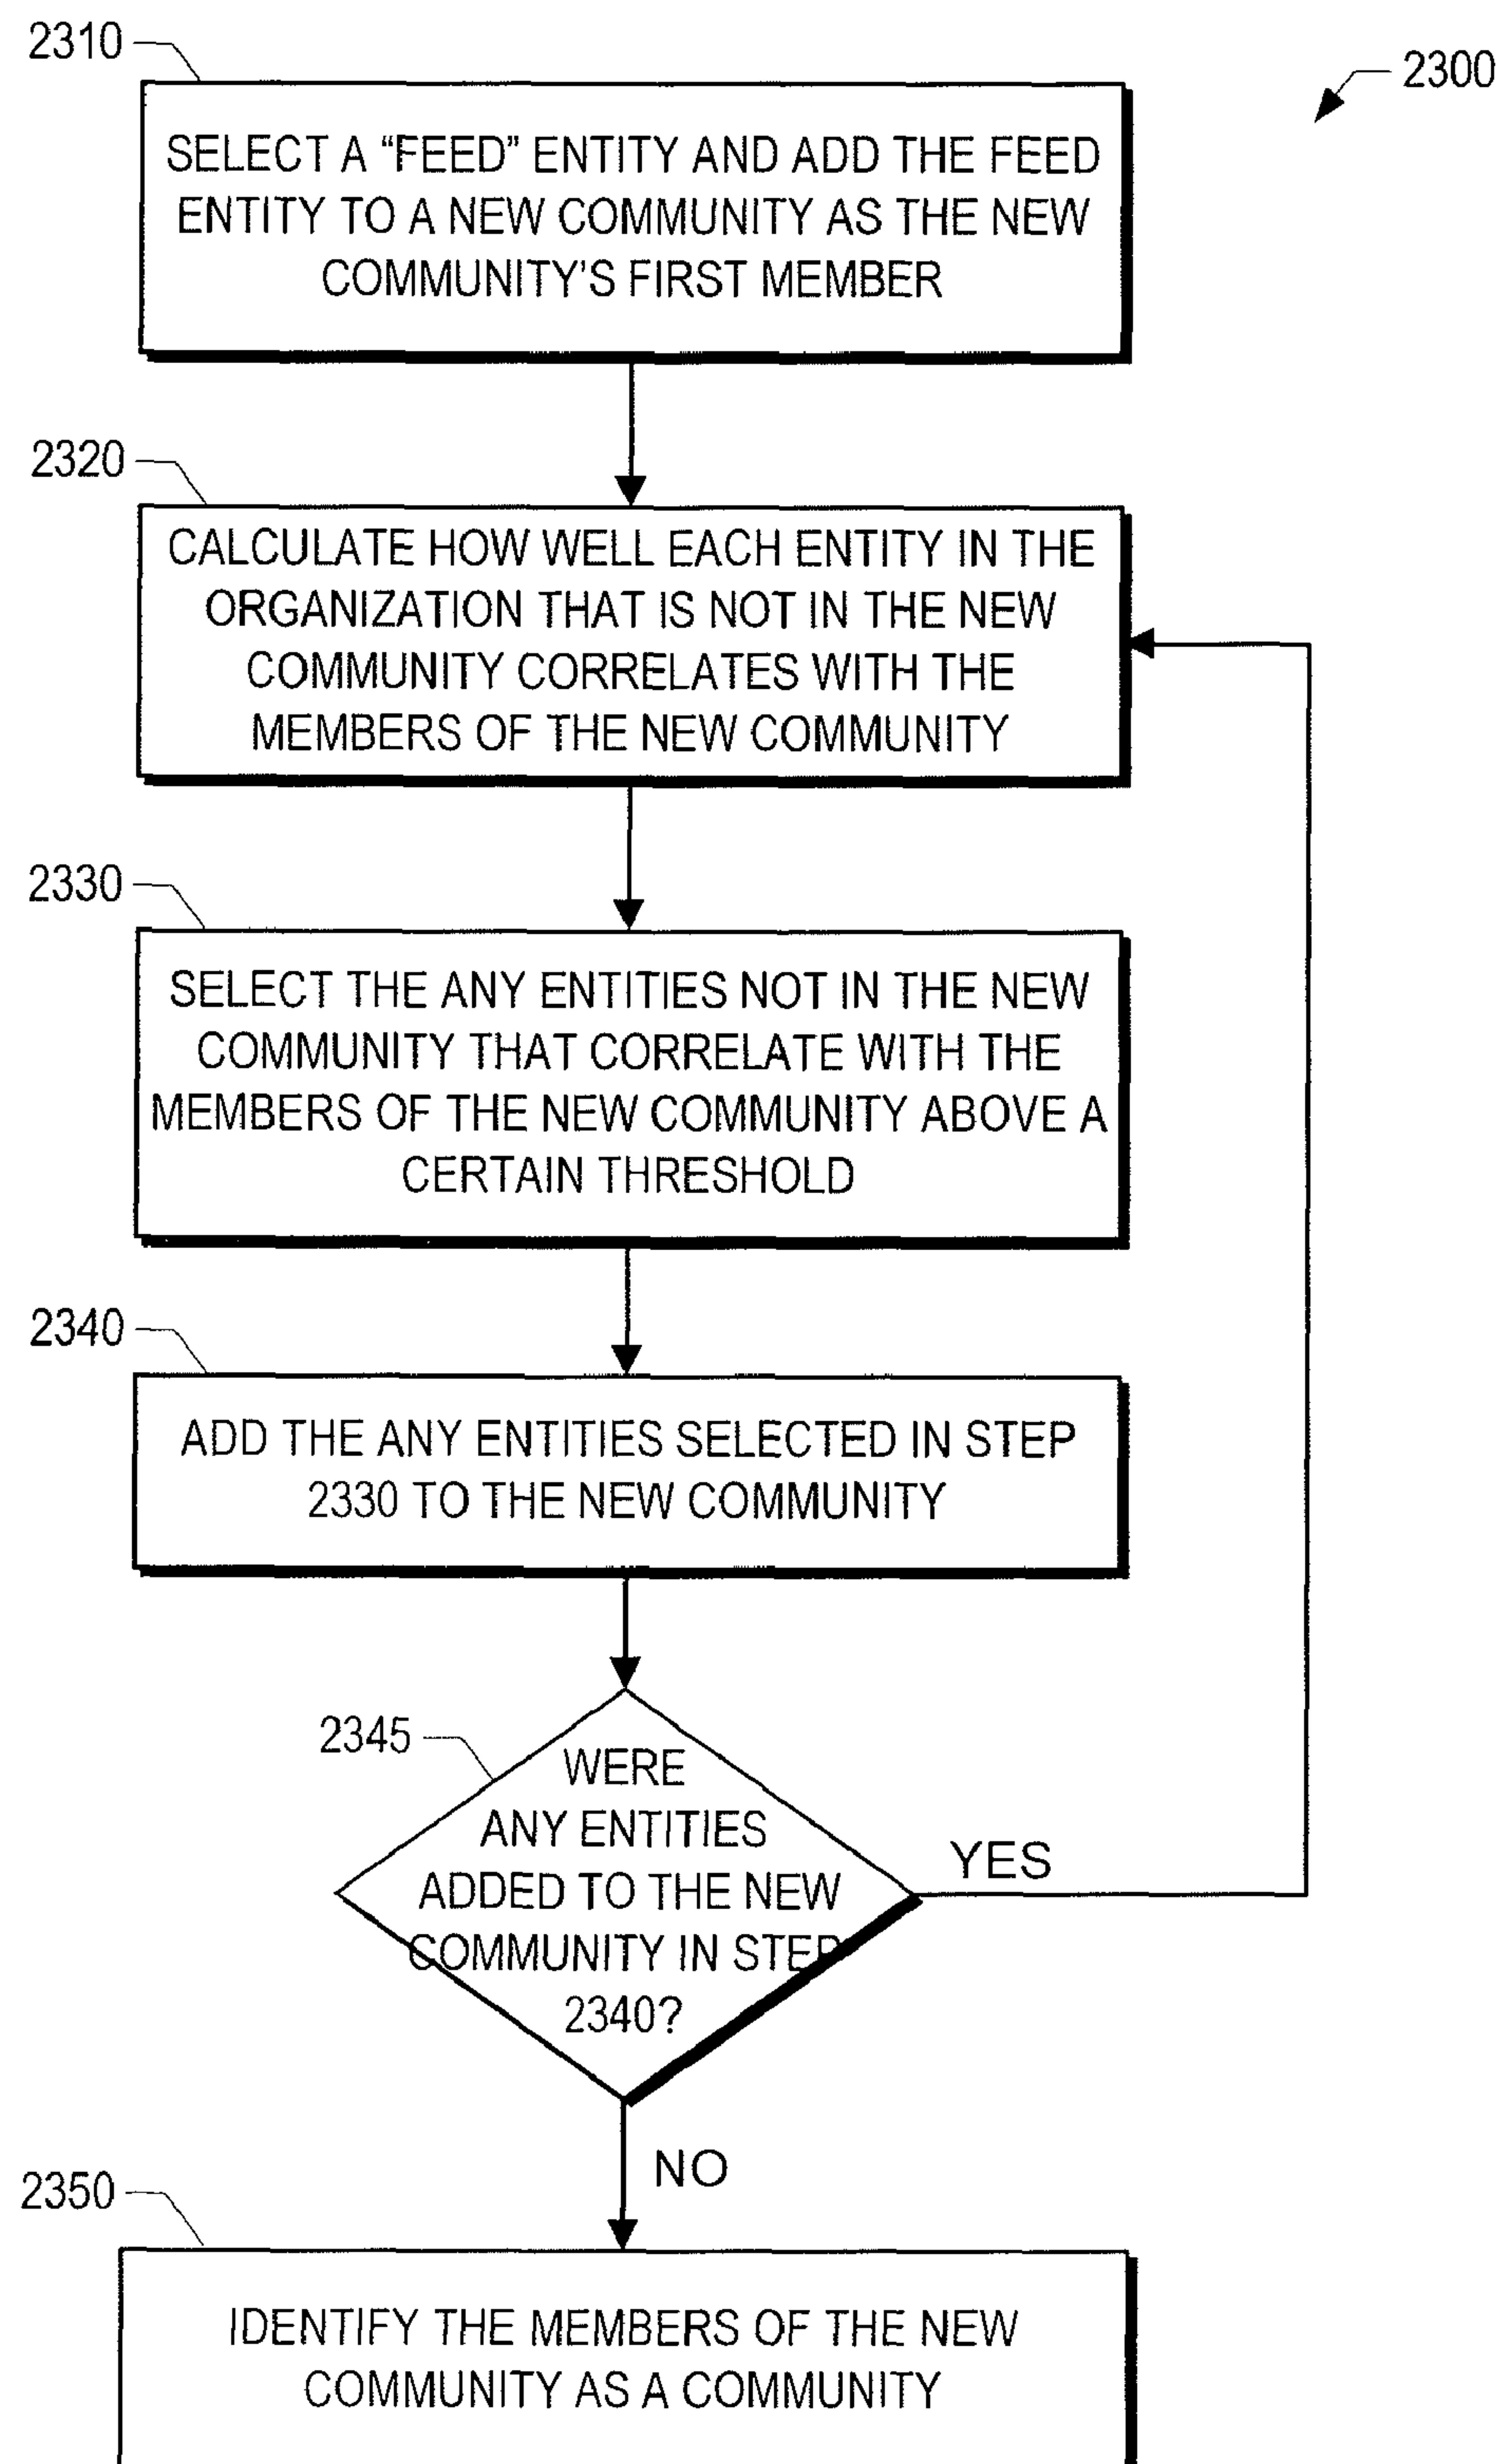 2310
2300
SELECT A “FEED” ENTITY AND ADD THE FEED
ENTITY TO A NEW COMMUNITY AS THE NEW
COMMUNITY’S FIRST MEMBER
2320
CALCULATE HOW WELL EACH ENTITY IN THE
ORGANIZATION THAT IS NOT IN THE NEW
COMMUNITY CORRELATES WITH THE
MEMBERS OF THE NEW COMMUNITY
2330
SELECT THE ANY ENTITIES NOT IN THE NEW
COMMUNITY THAT CORRELATE WITH THE
MEMBERS OF THE NEW COMMUNITY ABOVE A
CERTAIN THRESHOLD
2340
ADD THE ANY ENTITIES SELECTED IN STEP
2330 TO THE NEW COMMUNITY
2345
WERE
ANY ENTITIES
ADDED TO THE NEW
COMMUNITY IN STEP
2340?
YES
NO
2350
IDENTIFY THE MEMBERS OF THE NEW
COMMUNITY AS A COMMUNITY